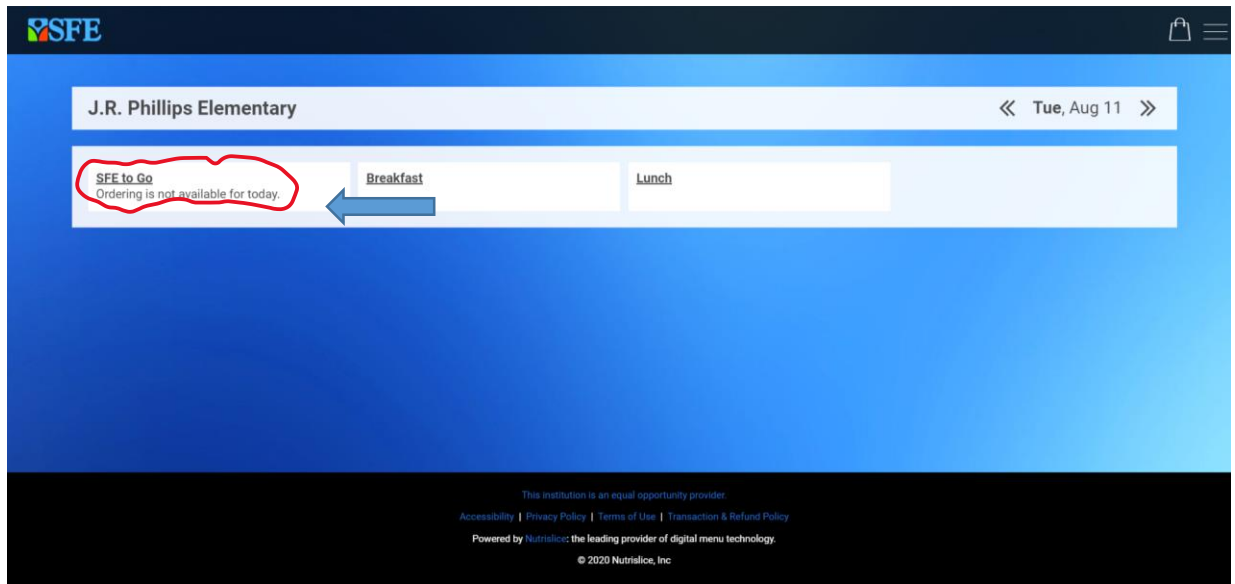 SFE
J.R. Phillips Elementary
Tue, Aug 11
SFE to Go
Ordering is not available for today.
Breakfast
Lunch
This institution is an equal opportunity provider.
Accessibility | Privacy Policy | Terms of Use | Transaction & Refund Policy
Powered by Nutrislice: the leading provider of digital menu technology.
© 2020 Nutrislice, Inc